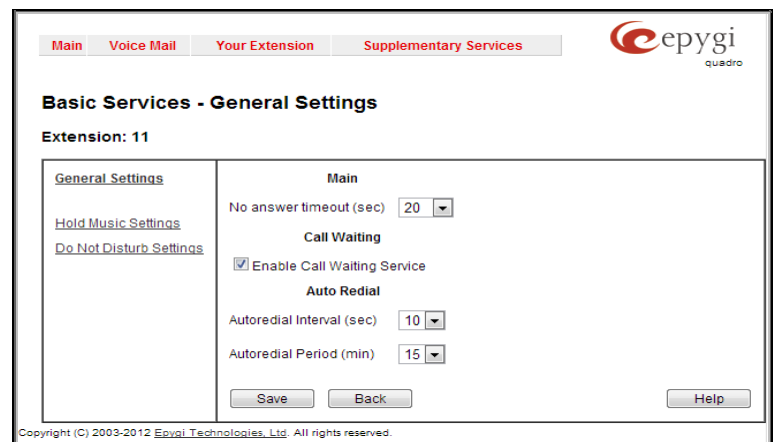 Main Voice Mail Your Extension Supplementary Services
epygi
quadro
Basic Services - General Settings
Extension: 11
General Settings
Hold Music Settings
Do Not Disturb Settings
Main
No answer timeout (sec) 20
Call Waiting
Enable Call Waiting Service
Auto Redial
Autoredial Interval (sec) 10
Autoredial Period (min) 15
Save Back Help
Copyright (C) 2003-2012 Epygi Technologies, Ltd. All rights reserved.